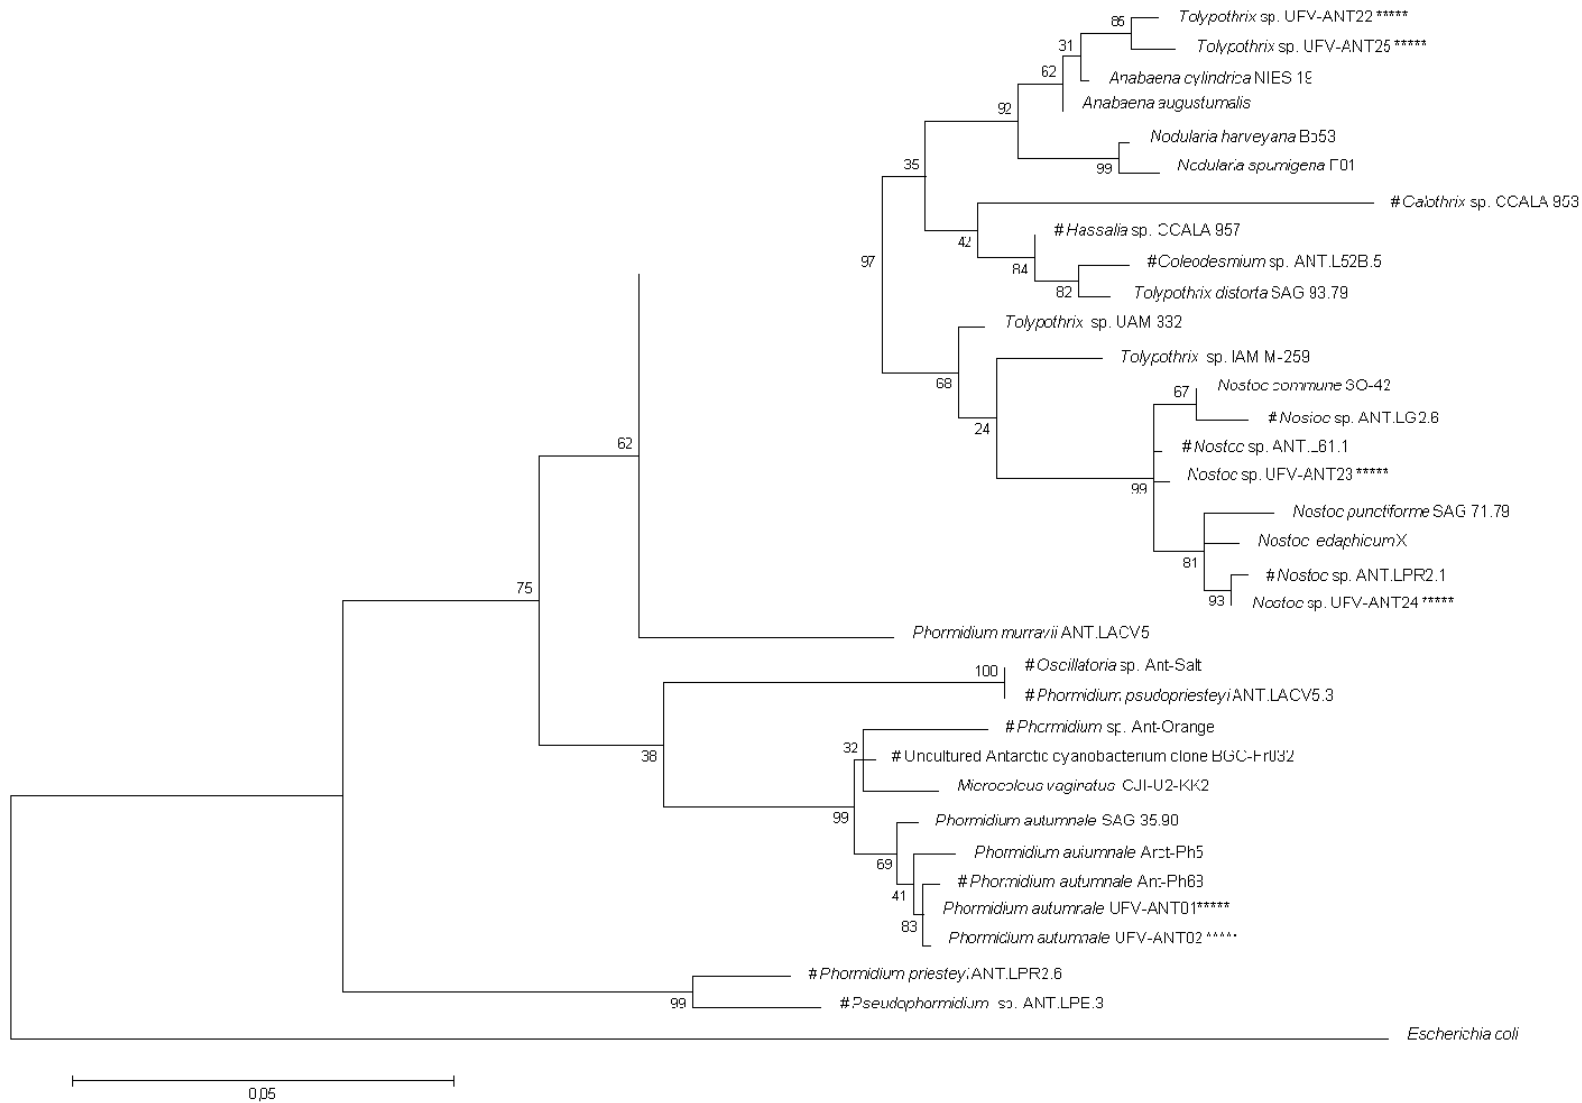 Tolypothrix sp. UFV-ANT22 *****
86
Tolypothrix sp. UFV-ANT25 *****
31
Anabaena cylindrica NIES 19
62
Anabaena augustumalis
92
Nodularia harveyana Bo53
Nodularia spumigena F01
99
35
# Calothrix sp. CCALA 953
# Hassalia sp. CCALA 957
42
# Coleodesmium sp. ANT.L52B.5
84
97
Tolypothrix distorta SAG 93.79
82
Tolypothrix sp. UAM 332
Tolypothrix sp. IAM M-259
68
Nostoc commune SO-42
67
# Nostoc sp. ANT.LG2.6
24
# Nostoc sp. ANT.L61.1
62
Nostoc sp. UFV-ANT23 *****
99
Nostoc punctiforme SAG 71.79
Nostoc edaphicum X
81
# Nostoc sp. ANT.LPR2.1
75
Nostoc sp. UFV-ANT24 *****
93
Phormidium murrayii ANT.LACV5
# Oscillatoria sp. Ant-Salt
100
# Phormidium psudopriesteyi ANT.LACV5.3
# Phormidium sp. Ant-Orange
38
32
# Uncultured Antarctic cyanobacterium clone BGC-Fr032
Microcoleus vaginatus CJI-U2-KK2
99
Phormidium autumnale SAG 35.90
Phormidium autumnale Arct-Ph5
69
# Phormidium autumnale Ant-Ph68
41
Phormidium autumnale UFV-ANT01*****
83
Phormidium autumnale UFV-ANT02 *****
# Phormidium priesteyi ANT.LPR2.6
99
# Pseudophormidium sp. ANT.LPE.3
Escherichia coli
0,05